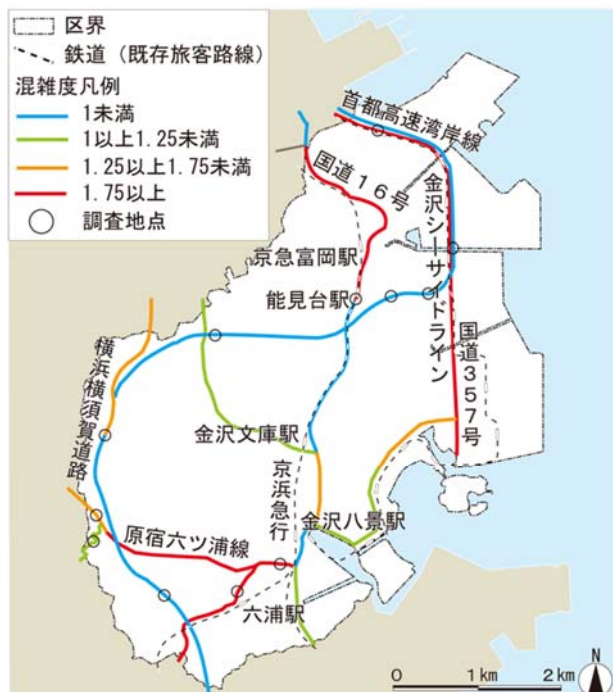 区界
鉄道（既存旅客路線）
混雑度凡例
1未満
1以上1.25未満
1.25以上1.75未満
1.75以上
調査地点
首都高速湾岸線
国道16号
金沢シーサイドライン
京急富岡駅
能見台駅
国道357号
横浜横須賀道路
金沢文庫駅
京浜急行
金沢八景駅
原宿六ツ浦線
六浦駅
0 1km 2km
N